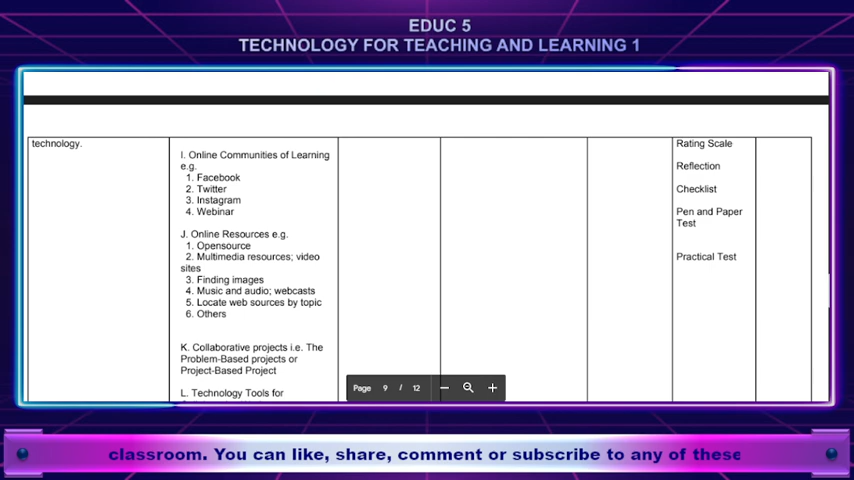 EDUC 5
TECHNOLOGY FOR TEACHING AND LEARNING 1
technology.
I. Online Communities of Learning
e.g.
1. Facebook
2. Twitter
3. Instagram
4. Webinar
J. Online Resources e.g.
1. Opensource
2. Multimedia resources; video
sites
3. Finding images
4. Music and audio; webcasts
5. Locate web sources by topic
6. Others
K. Collaborative projects i.e. The
Problem-Based projects or
Project-Based Project
L. Technology Tools for
Rating Scale
Reflection
Checklist
Pen and Paper
Test
Practical Test
Page 9 / 12
classroom. You can like, share, comment or subscribe to any of these